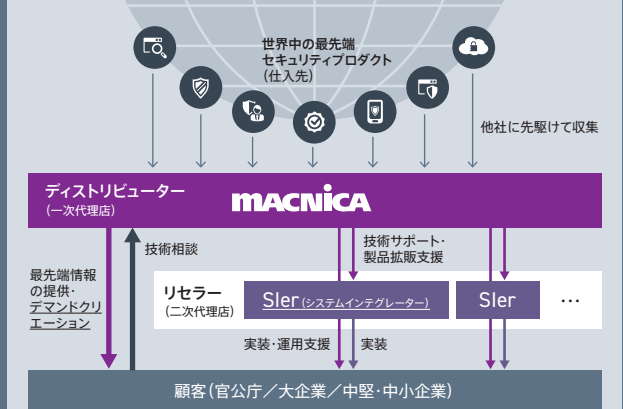 世界中の最先端
セキュリティプロダクト
(仕入先)
他社に先駆けて収集
ディストリビューター
(一次代理店)
MACNICA
技術相談
技術サポート・
製品拡販支援
最先端情報
の提供・
デマンドクリ
エーション
リセラー
(二次代理店)
SIer(システムインテグレーター)
SIer
…
実装・運用支援
実装
顧客(官公庁／大企業／中堅・中小企業)